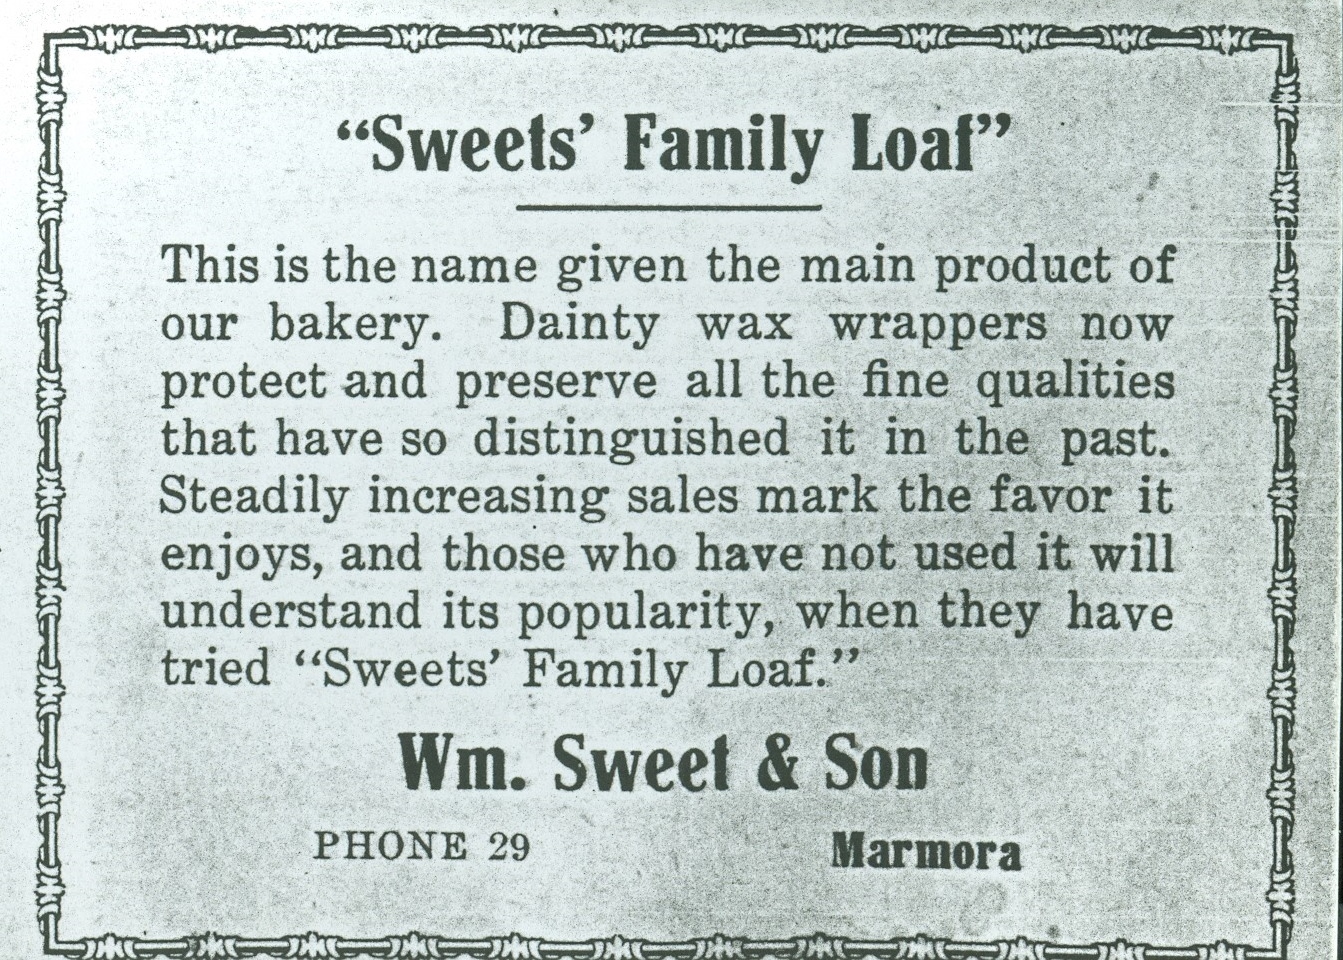 “Sweets’ Family Loaf”
This is the name given the main product of
our bakery. Dainty wax wrappers now
protect and preserve all the fine qualities
that have so distinguished it in the past.
Steadily increasing sales mark the favor it
enjoys, and those who have not used it will
understand its popularity, when they have
tried “Sweets’ Family Loaf.”
Wm. Sweet & Son
PHONE 29 Marmora